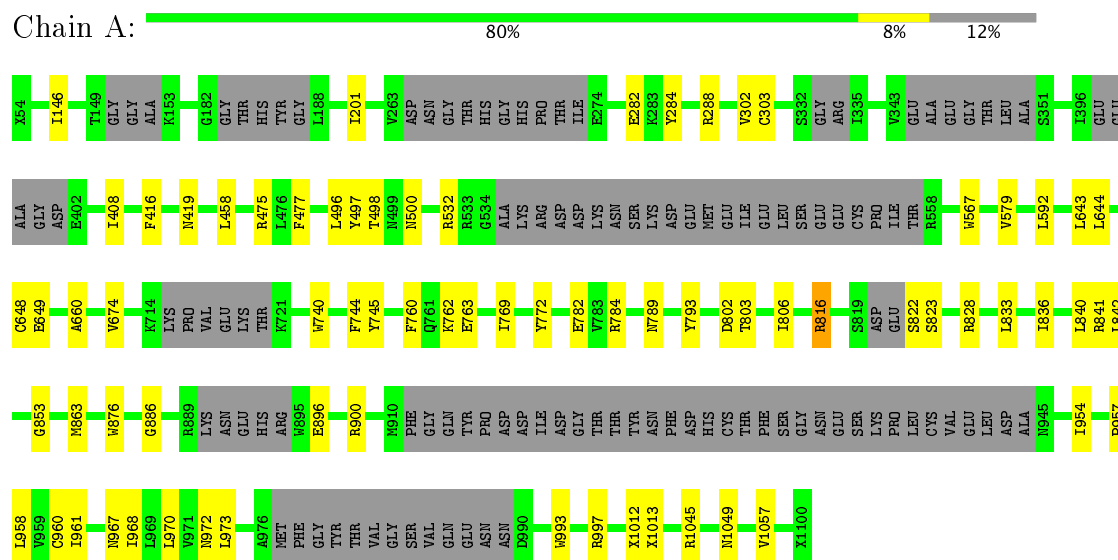 Chain A:
80% 8% 12%
X54 I146 T149 GLY GLY ALA K153 G182 GLY THR HIS TYR GLY L188 I201 V263 ASP ASN GLY THR HIS GLY HIS PRO THR ILE E274 E282 K283 Y284 R288 V302 C303 S332 GLY ARG I335 V343 GLU ALA GLU GLY THR LEU ALA S351 I396 GLU GLU
ALA GLY ASP E402 I408 F416 N419 L458 R475 L476 F477 L496 Y497 T498 N499 N500 R532 R533 G534 ALA LYS ARG ASP ASP LYS ASN SER LYS ASP GLU MET GLU ILE GLU LEU SER GLU GLU CYS PRO ILE THR R558 W567 V579 L592 L643 L644
C648 E649 A660 V674 K714 LYS PRO VAL GLU LYS THR K721 W740 F744 Y745 F760 Q761 K762 E763 I769 Y772 E782 V783 R784 N789 Y793 D802 T803 I806 R816 S819 ASP GLU S822 S823 R828 L833 I836 L840 R841 L842
G853 M863 W876 G886 R889 LYS ASN GLU HIS ARG W895 E896 R900 M910 PHE GLY GLN TYR PRO ASP ASP ILE ASP GLY THR THR TYR ASN PHE ASP HIS CYS THR PHE SER GLY ASN GLU SER LYS PRO LEU CYS VAL GLU LEU ASP ALA N945 I954
L958 V959 C960 I961 N967 I968 L969 L970 V971 N972 L973 A976 MET PHE GLY TYR THR VAL GLY SER VAL GLN GLU ASN ASN D990 W993 R997 X1012 X1013 R1045 N1049 V1057 X1100